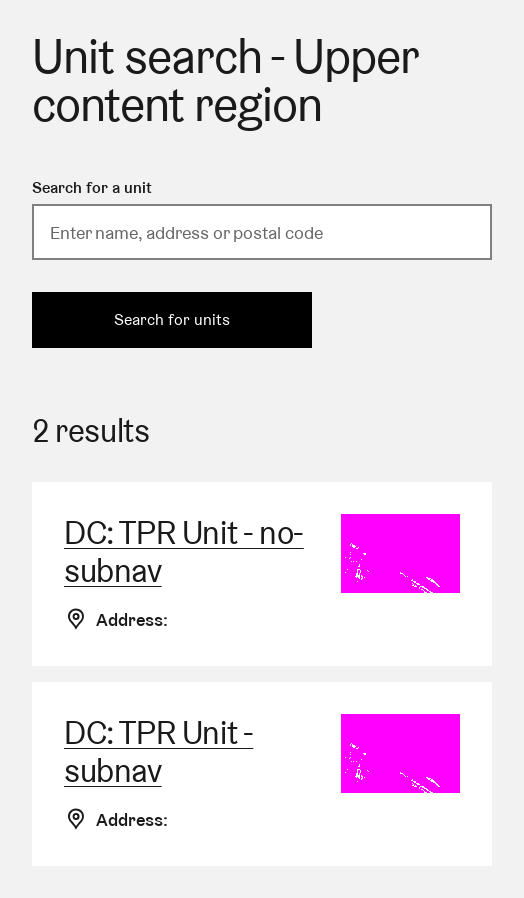 Unit search - Upper
content region
Search for a unit
Enter name, address or postal code
Search for units
2 results
DC: TPR Unit - no-
subnav
Address:
DC: TPR Unit -
subnav
Address: